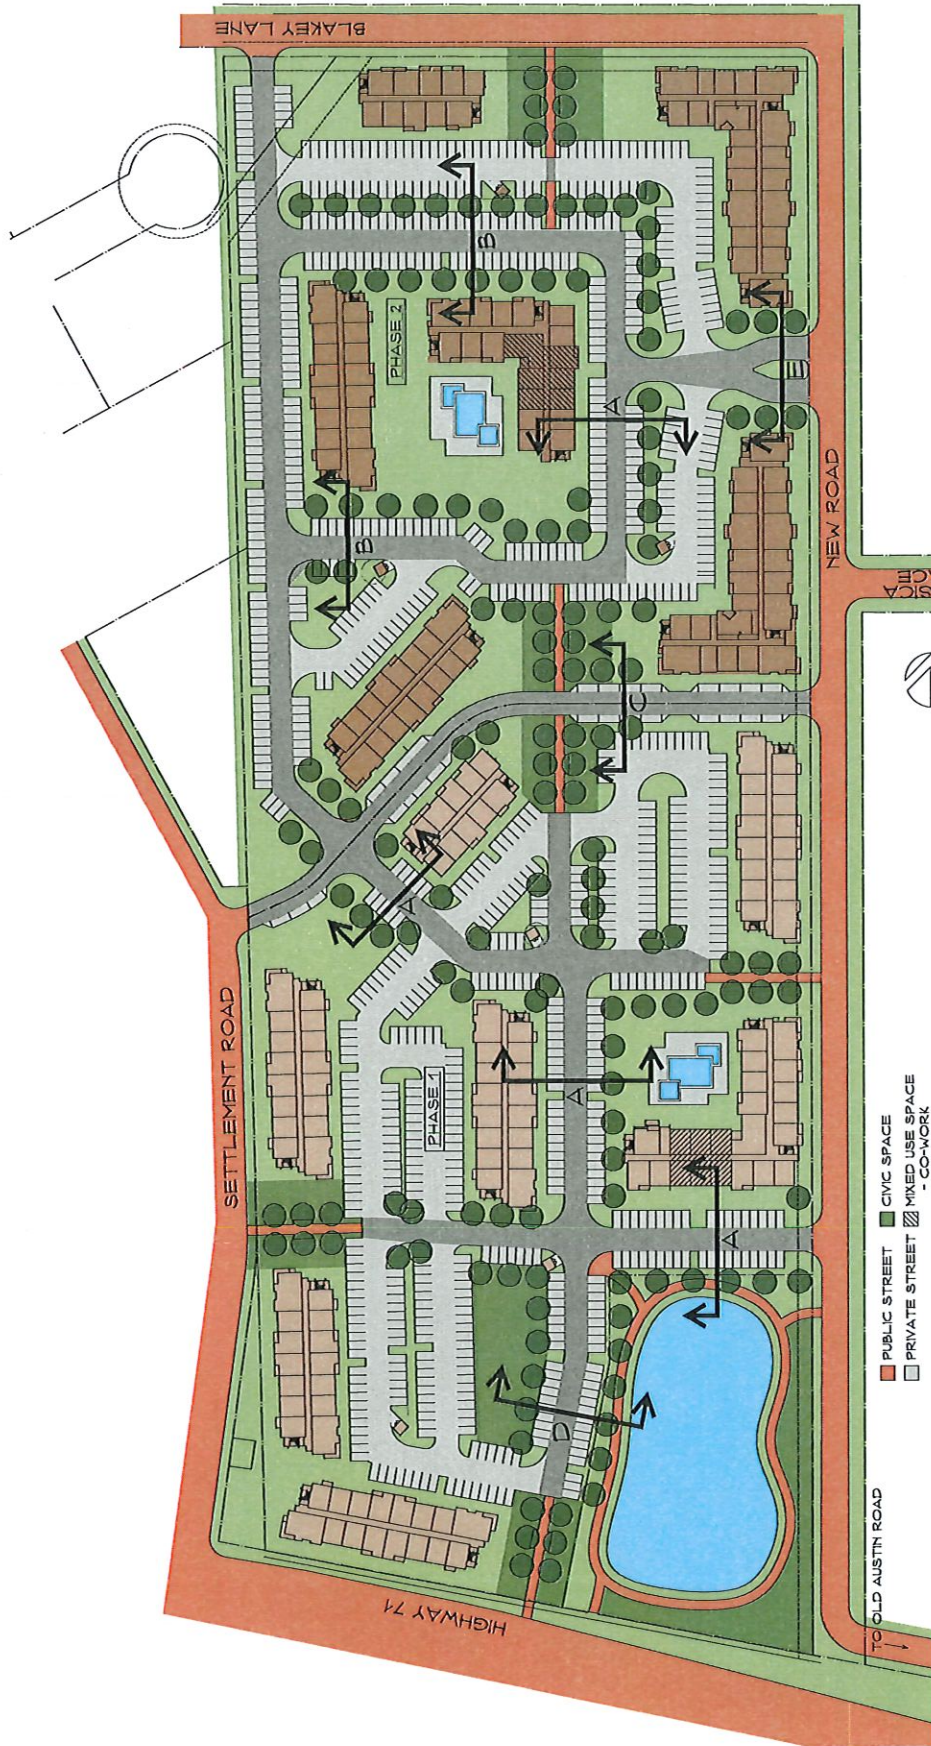 BLAKEY LANE
B
PHASE 2
A
B
E
NEW ROAD
C
A
SETTLEMENT ROAD
PHASE 1
A
A
D
HIGHWAY 71
PUBLIC STREET
CIVIC SPACE
PRIVATE STREET
MIXED USE SPACE
- CO-WORK
TO OLD AUSTIN ROAD